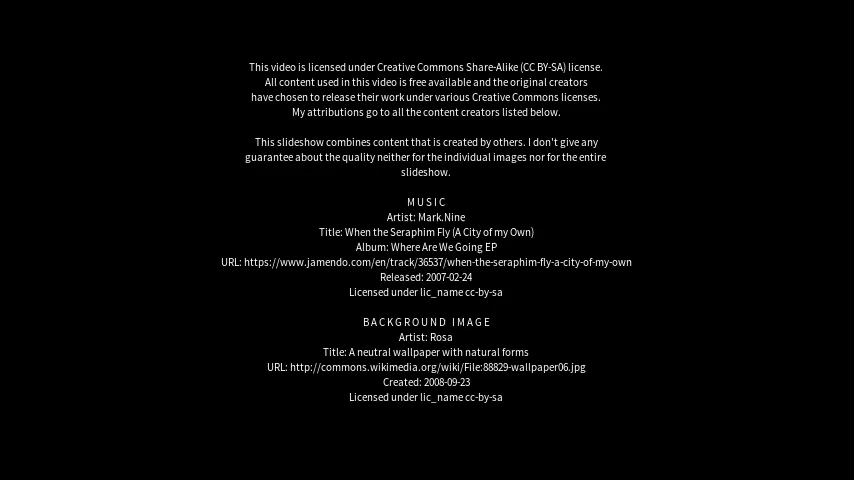 This video is licensed under Creative Commons Share-Alike (CC BY-SA) license.
All content used in this video is free available and the original creators
have chosen to release their work under various Creative Commons licenses.
My attributions go to all the content creators listed below.
This slideshow combines content that is created by others. I don't give any
guarantee about the quality neither for the individual images nor for the entire
slideshow.
MUSIC
Artist: Mark.Nine
Title: When the Seraphim Fly (A City of my Own)
Album: Where Are We Going EP
URL: https://www.jamendo.com/en/track/36537/when-the-seraphim-fly-a-city-of-my-own
Released: 2007-02-24
Licensed under lic_name cc-by-sa
BACKGROUND IMAGE
Artist: Rosa
Title: A neutral wallpaper with natural forms
URL: http://commons.wikimedia.org/wiki/File:88829-wallpaper06.jpg
Created: 2008-09-23
Licensed under lic_name cc-by-sa